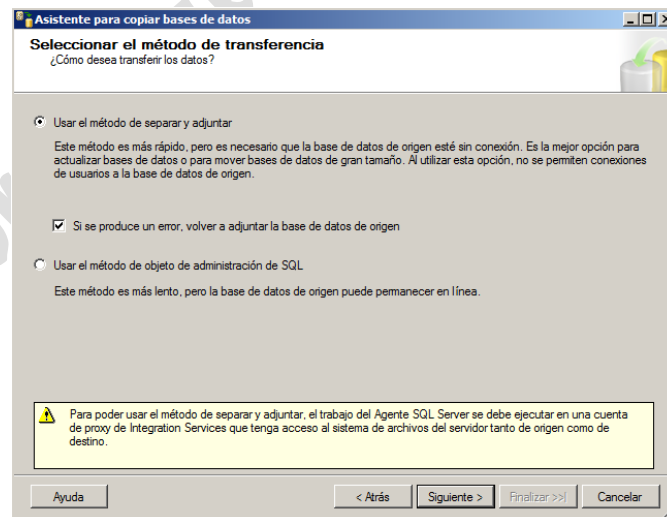 Asistente para copiar bases de datos
Seleccionar el método de transferencia
¿Cómo desea transferir los datos?
Usar el método de separar y adjuntar
Este método es más rápido, pero es necesario que la base de datos de origen esté sin conexión. Es la mejor opción para
actualizar bases de datos o para mover bases de datos de gran tamaño. Al utilizar esta opción, no se permiten conexiones
de usuarios a la base de datos de origen.
Si se produce un error, volver a adjuntar la base de datos de origen
Usar el método de objeto de administración de SQL
Este método es más lento, pero la base de datos de origen puede permanecer en línea.
Para poder usar el método de separar y adjuntar, el trabajo del Agente SQL Server se debe ejecutar en una cuenta
de proxy de Integration Services que tenga acceso al sistema de archivos del servidor tanto de origen como de
destino.
Ayuda < Atrás Siguiente > Finalizar >>| Cancelar